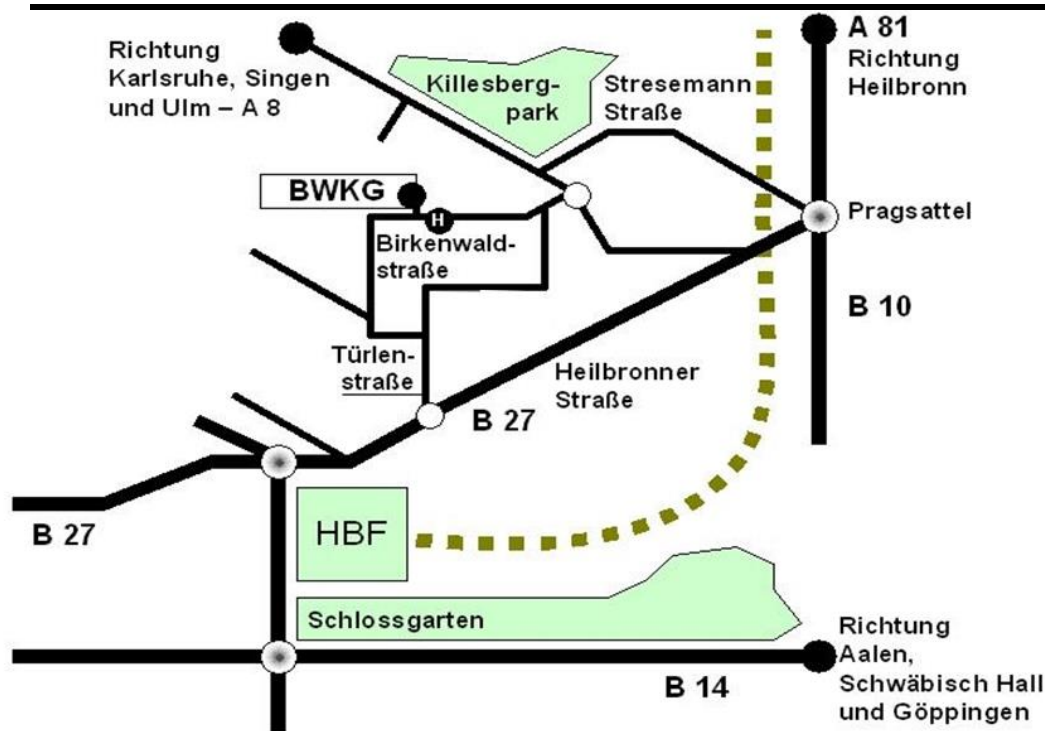 Richtung
Karlsruhe, Singen
und Ulm – A 8
Killesberg-
park
Stresemann
Straße
A 81
Richtung
Heilbronn
BWKG
H
Birkenwald-
straße
Pragsattel
B 10
Türlen-
straße
Heilbronner
Straße
B 27
B 27
HBF
Schlossgarten
B 14
Richtung
Aalen,
Schwäbisch Hall
und Göppingen